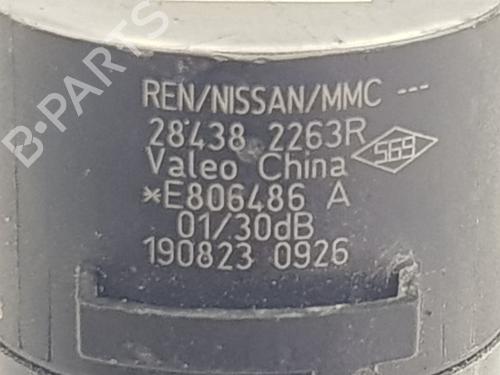 B-PARTS
REN/NISSAN/MMC ---
28438 2263R
569
Valeo China
*E806486 A
01/30dB
190823 0926